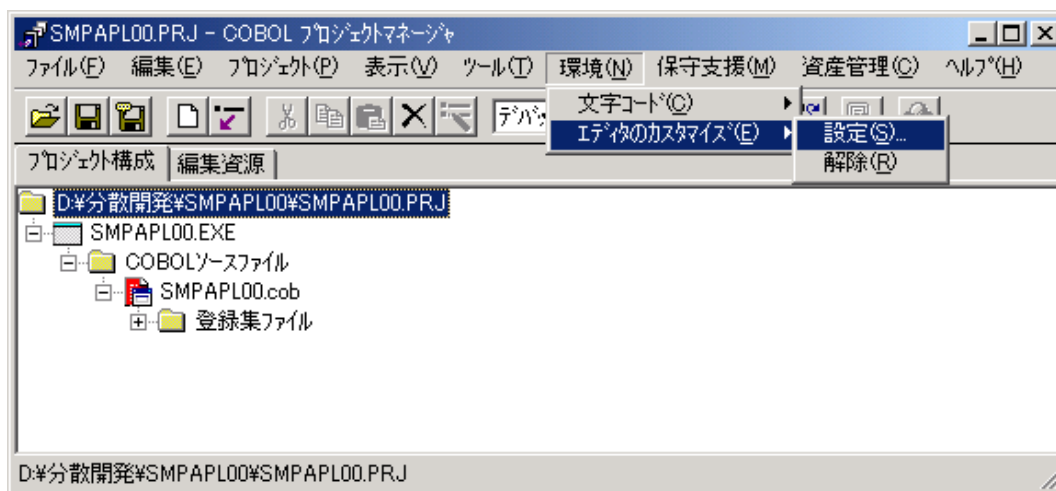 SMPAPL00.PRJ - COBOL プロジェクトマネージャ
ファイル(F) 編集(E) プロジェクト(P) 表示(V) ツール(T) 環境(N) 保守支援(M) 資産管理(C) ヘルプ(H)
文字コード(C)
エディタのカスタマイズ(E) 設定(S)...
解除(R)
プロジェクト構成 編集資源
D:¥分散開発¥SMPAPL00¥SMPAPL00.PRJ
SMPAPL00.EXE
COBOLソースファイル
SMPAPL00.cob
登録集ファイル
D:¥分散開発¥SMPAPL00¥SMPAPL00.PRJ